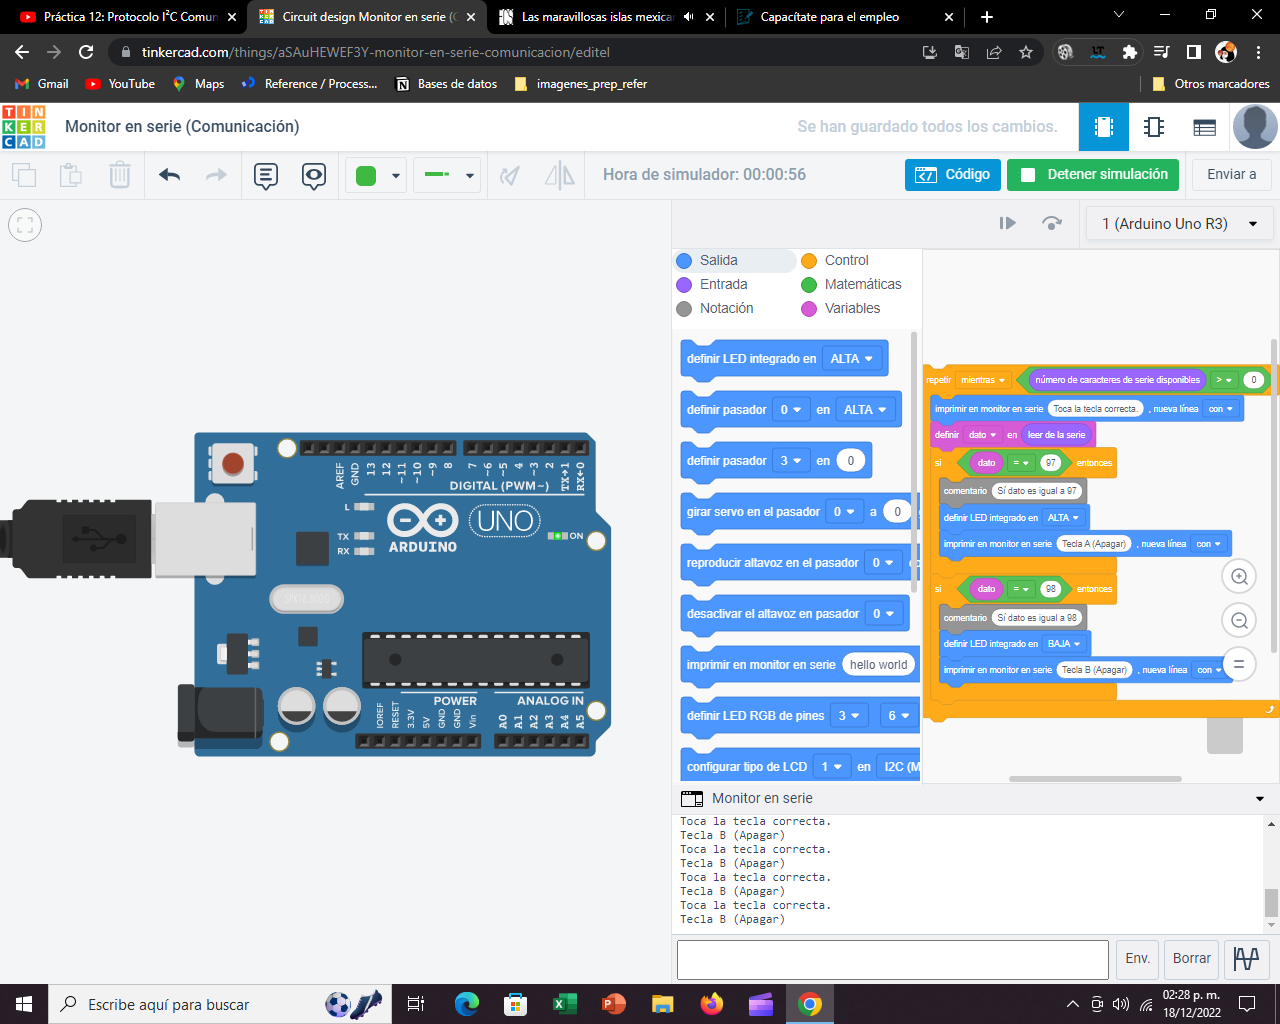 Práctica 12: Protocolo I²C Comun
Circuit design Monitor en serie (C
Las maravillosas islas mexicar
Capacítate para el empleo
tinkercad.com/things/aSAuHEWEF3Y-monitor-en-serie-comunicacion/editel
Gmail
YouTube
Maps
Reference / Process...
Bases de datos
imagenes_prep_refer
Otros marcadores
TIN
KER
CAD
Monitor en serie (Comunicación)
Se han guardado todos los cambios.
Hora de simulador: 00:00:56
Código
Detener simulación
Enviar a
1 (Arduino Uno R3)
Salida
Control
Entrada
Matemáticas
Notación
Variables
definir LED integrado en ALTA
definir pasador 0 en ALTA
definir pasador 3 en 0
girar servo en el pasador 0 a 0
reproducir altavoz en el pasador 0
desactivar el altavoz en pasador 0
imprimir en monitor en serie hello world
definir LED RGB de pines 3 6
configurar tipo de LCD 1 en I2C (M
repetir mientras número de caracteres de serie disponibles > 0
imprimir en monitor en serie Toca la tecla correcta. , nueva línea con
definir dato en leer de la serie
si dato = 97 entonces
comentario Sí dato es igual a 97
definir LED integrado en ALTA
imprimir en monitor en serie Tecla A (Apagar) , nueva línea con
si dato = 98 entonces
comentario Sí dato es igual a 98
definir LED integrado en BAJA
imprimir en monitor en serie Tecla B (Apagar) , nueva línea con
AREF
GND
13
12
~11
~10
~9
8
7
~6
~5
4
~3
2
TX→1
RX←0
DIGITAL (PWM~)
L
TX
RX
ARDUINO
UNO
ON
POWER
ANALOG IN
IOREF
RESET
3.3V
5V
GND
GND
Vin
A0
A1
A2
A3
A4
A5
Monitor en serie
Toca la tecla correcta.
Tecla B (Apagar)
Toca la tecla correcta.
Tecla B (Apagar)
Toca la tecla correcta.
Tecla B (Apagar)
Toca la tecla correcta.
Tecla B (Apagar)
Env.
Borrar
Escribe aquí para buscar
02:28 p. m.
18/12/2022